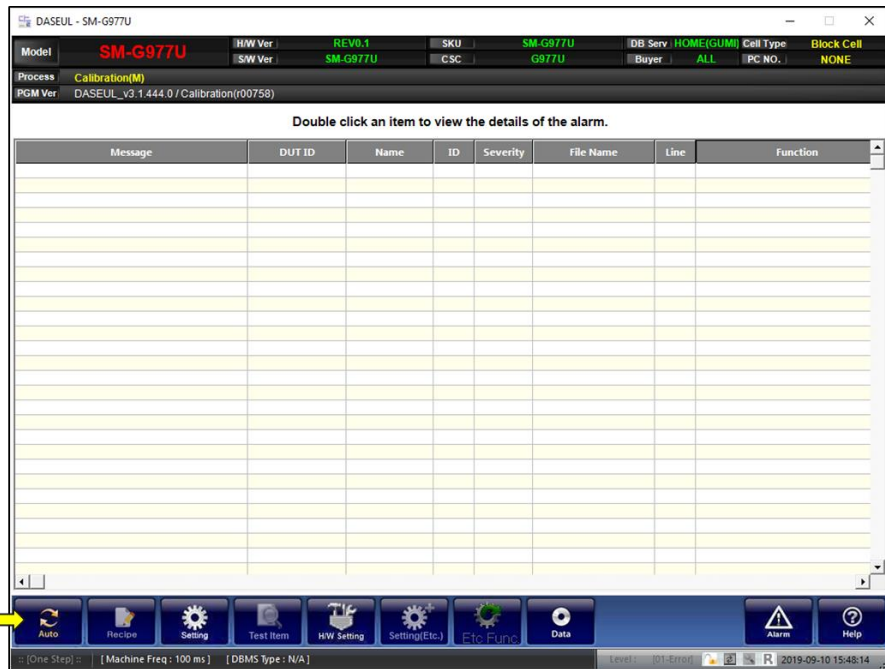 DASEUL - SM-G977U
Model SM-G977U H/W Ver REV0.1 SKU SM-G977U DB Serv HOME(GUMI) Cell Type Block Cell
S/W Ver SM-G977U CSC G977U Buyer ALL PC NO. NONE
Process Calibration(M)
PGM Ver DASEUL_v3.1.444.0 / Calibration(r00758)
Double click an item to view the details of the alarm.
Message DUT ID Name ID Severity File Name Line Function
Auto Recipe Setting Test Item H/W Setting Setting(Etc.) Etc Func. Data Alarm Help
:: [One Step] :: [ Machine Freq : 100 ms ] [ DBMS Type : N/A ] Level : [01-Error] R 2019-09-10 15:48:14